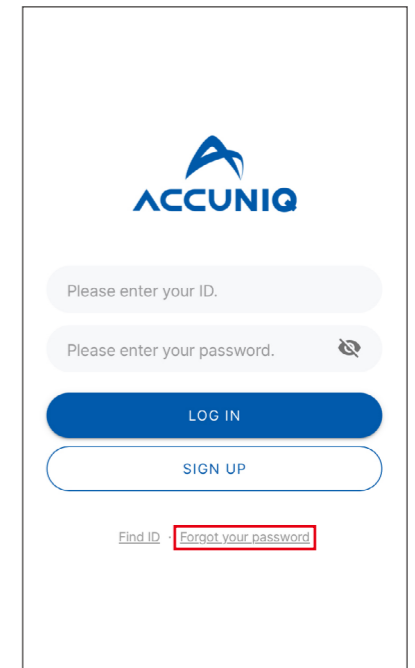 ACCUNIQ
Please enter your ID.
Please enter your password.
LOG IN
SIGN UP
Find ID · Forgot your password